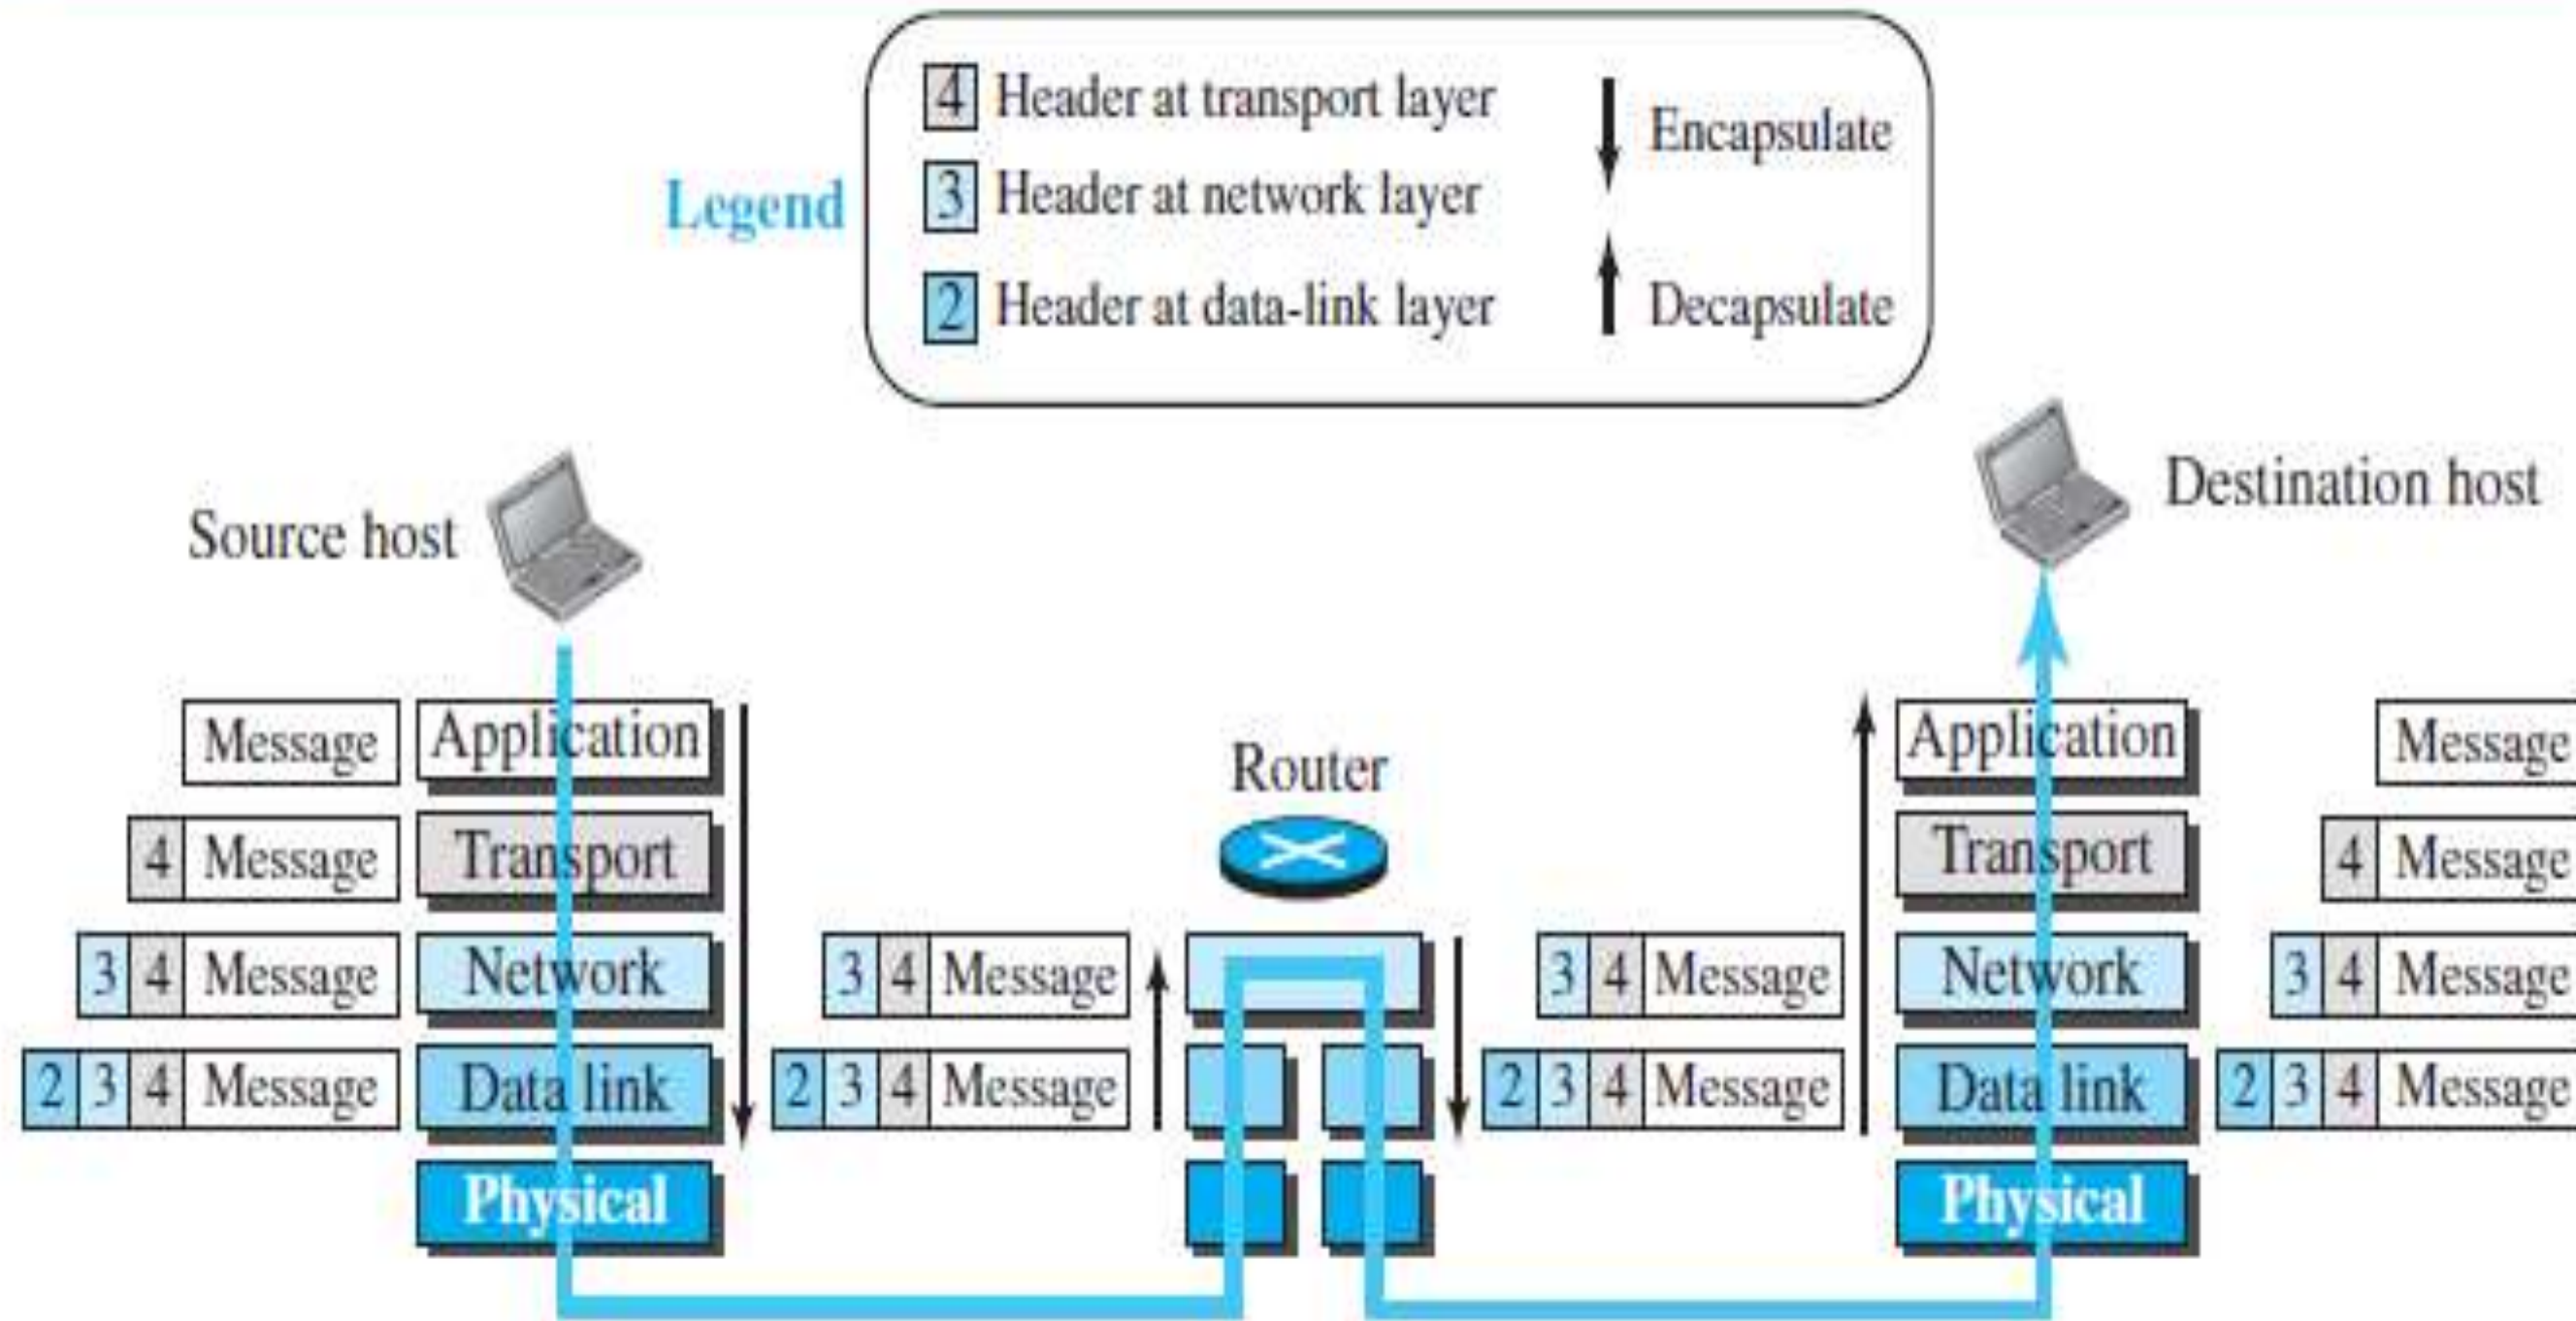 Legend
4 Header at transport layer
3 Header at network layer
2 Header at data-link layer
Encapsulate
Decapsulate
Source host
Destination host
Router
Message Application
4 Message Transport
3 4 Message Network
2 3 4 Message Data link
Physical
3 4 Message
2 3 4 Message
3 4 Message
2 3 4 Message
Application Message
Transport 4 Message
Network 3 4 Message
Data link 2 3 4 Message
Physical